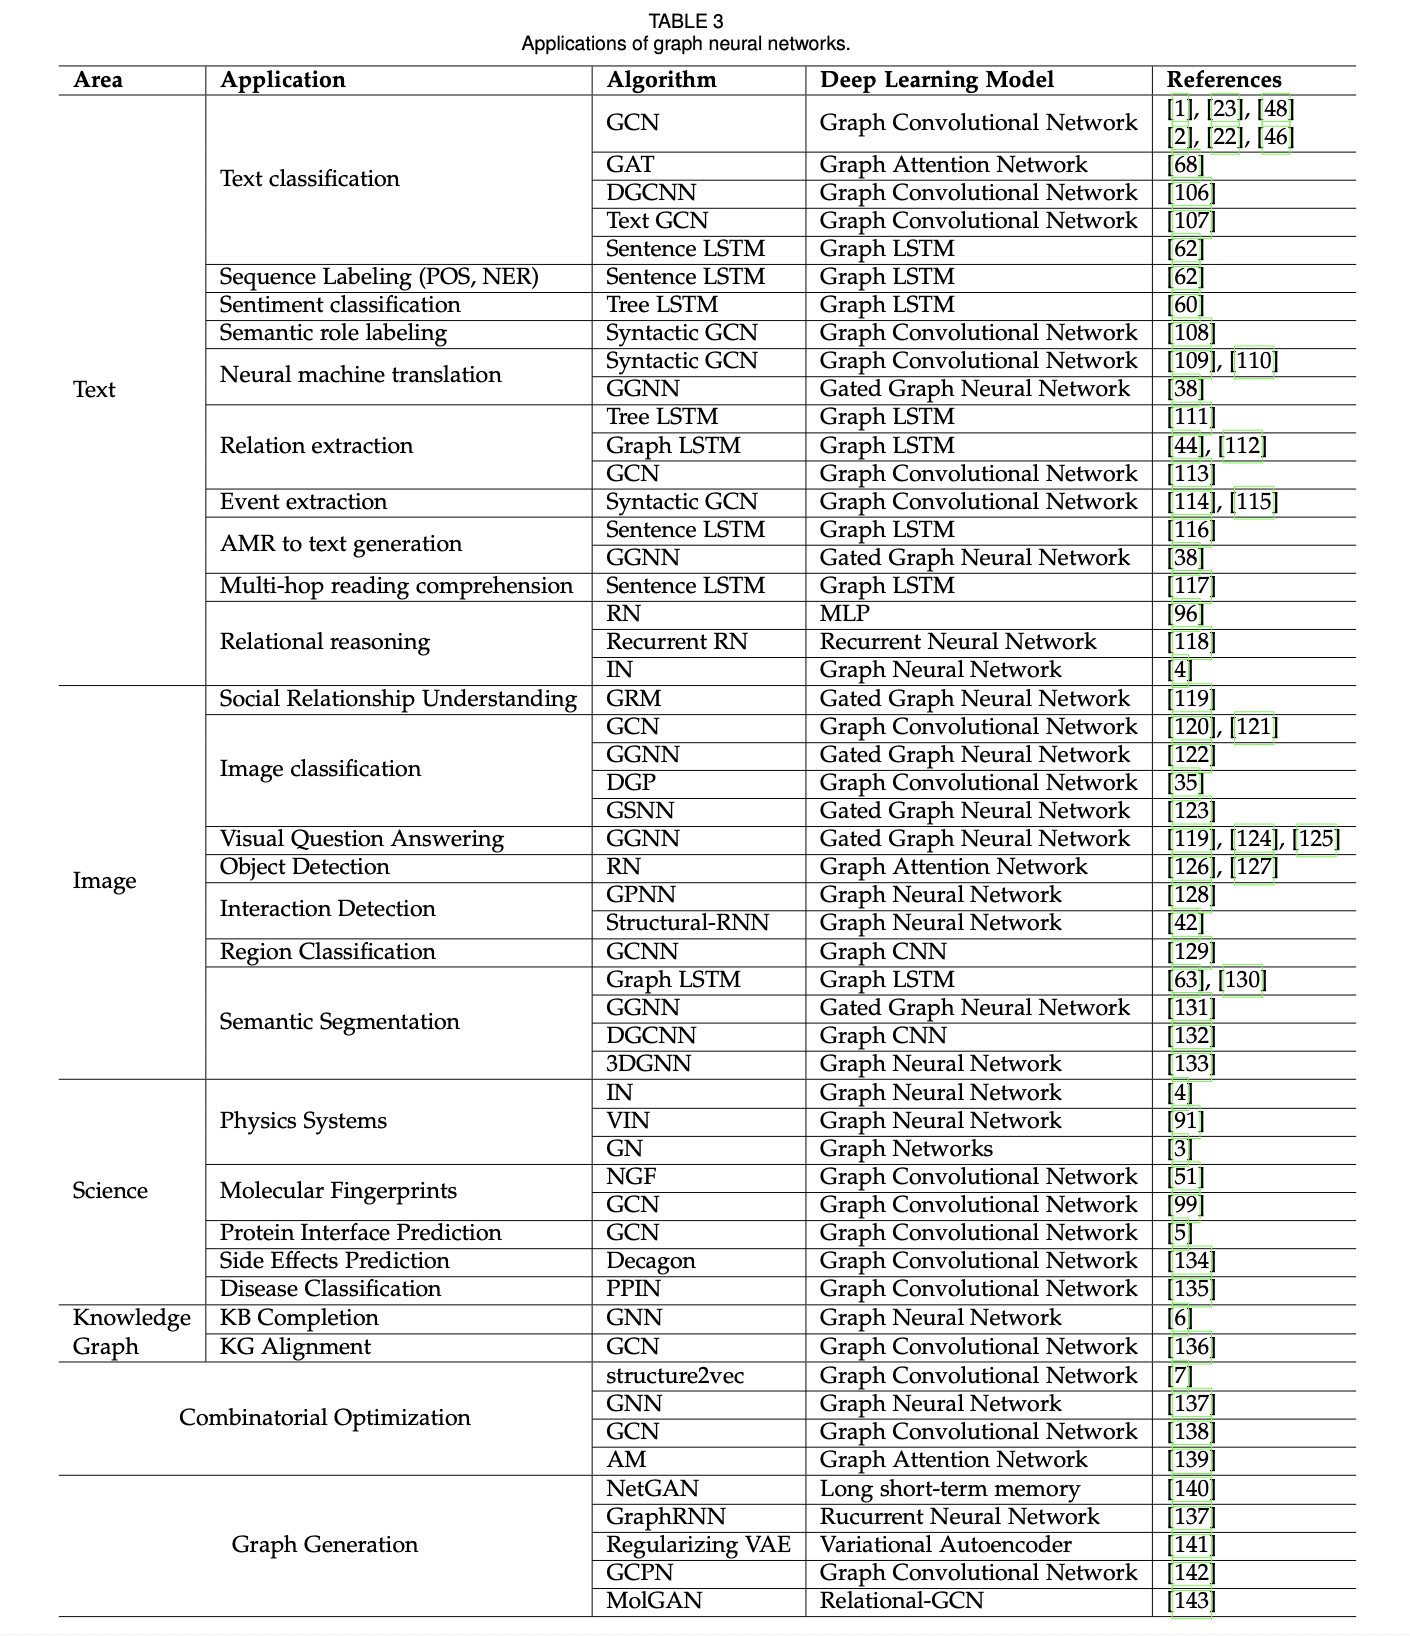 TABLE 3
Applications of graph neural networks.
Area Application Algorithm Deep Learning Model References
Text Text classification GCN Graph Convolutional Network [1], [23], [48]
[2], [22], [46]
GAT Graph Attention Network [68]
DGCNN Graph Convolutional Network [106]
Text GCN Graph Convolutional Network [107]
Sentence LSTM Graph LSTM [62]
Sequence Labeling (POS, NER) Sentence LSTM Graph LSTM [62]
Sentiment classification Tree LSTM Graph LSTM [60]
Semantic role labeling Syntactic GCN Graph Convolutional Network [108]
Neural machine translation Syntactic GCN Graph Convolutional Network [109], [110]
GGNN Gated Graph Neural Network [38]
Relation extraction Tree LSTM Graph LSTM [111]
Graph LSTM Graph LSTM [44], [112]
GCN Graph Convolutional Network [113]
Event extraction Syntactic GCN Graph Convolutional Network [114], [115]
AMR to text generation Sentence LSTM Graph LSTM [116]
GGNN Gated Graph Neural Network [38]
Multi-hop reading comprehension Sentence LSTM Graph LSTM [117]
Relational reasoning RN MLP [96]
Recurrent RN Recurrent Neural Network [118]
IN Graph Neural Network [4]
Image Social Relationship Understanding GRM Gated Graph Neural Network [119]
Image classification GCN Graph Convolutional Network [120], [121]
GGNN Gated Graph Neural Network [122]
DGP Graph Convolutional Network [35]
GSNN Gated Graph Neural Network [123]
Visual Question Answering GGNN Gated Graph Neural Network [119], [124], [125]
Object Detection RN Graph Attention Network [126], [127]
Interaction Detection GPNN Graph Neural Network [128]
Structural-RNN Graph Neural Network [42]
Region Classification GCNN Graph CNN [129]
Semantic Segmentation Graph LSTM Graph LSTM [63], [130]
GGNN Gated Graph Neural Network [131]
DGCNN Graph CNN [132]
3DGNN Graph Neural Network [133]
Science Physics Systems IN Graph Neural Network [4]
VIN Graph Neural Network [91]
GN Graph Networks [3]
Molecular Fingerprints NGF Graph Convolutional Network [51]
GCN Graph Convolutional Network [99]
Protein Interface Prediction GCN Graph Convolutional Network [5]
Side Effects Prediction Decagon Graph Convolutional Network [134]
Disease Classification PPIN Graph Convolutional Network [135]
Knowledge KB Completion GNN Graph Neural Network [6]
Graph KG Alignment GCN Graph Convolutional Network [136]
Combinatorial Optimization structure2vec Graph Convolutional Network [7]
GNN Graph Neural Network [137]
GCN Graph Convolutional Network [138]
AM Graph Attention Network [139]
Graph Generation NetGAN Long short-term memory [140]
GraphRNN Rucurrent Neural Network [137]
Regularizing VAE Variational Autoencoder [141]
GCPN Graph Convolutional Network [142]
MolGAN Relational-GCN [143]